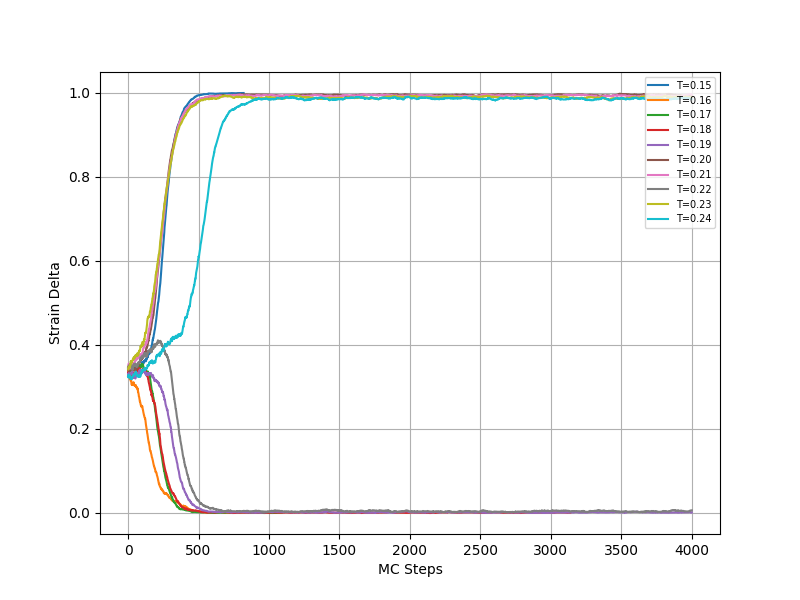 1.0
0.8
0.6
0.4
0.2
0.0
Strain Delta
0
500
1000
1500
2000
2500
3000
3500
4000
MC Steps
T=0.15
T=0.16
T=0.17
T=0.18
T=0.19
T=0.20
T=0.21
T=0.22
T=0.23
T=0.24